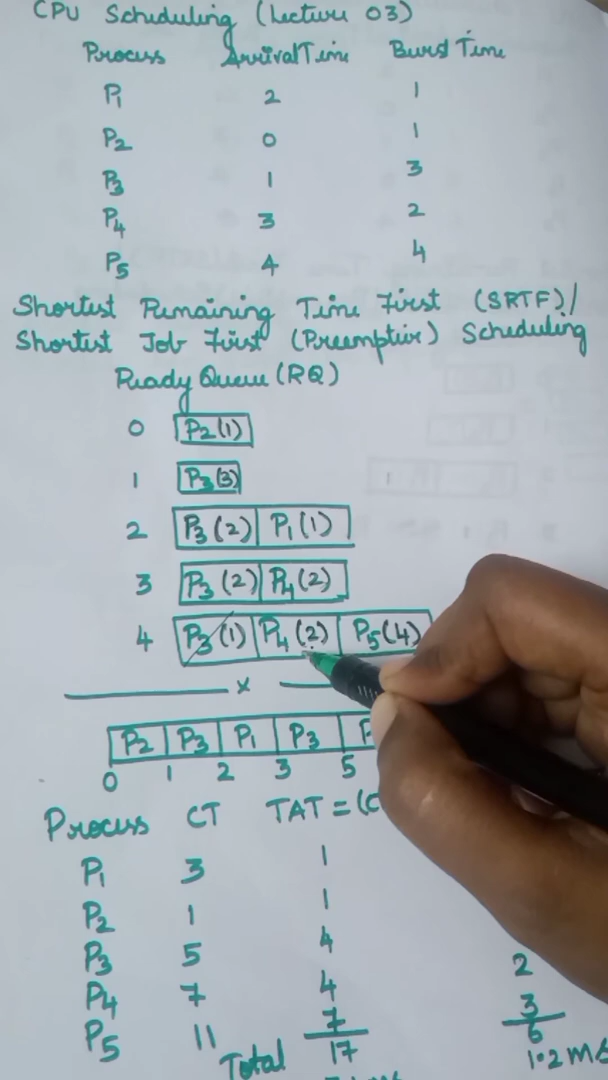 CPU Scheduling (Lecture 03)
Process Arrival Time Burst Time
P1 2 1
P2 0 1
P3 1 3
P4 3 2
P5 4 4
Shortest Remaining Time First (SRTF)/
Shortest Job First (Preemptive) Scheduling
Ready Queue (RQ)
0 P2(1)
1 P3(3)
2 P3(2) P1(1)
3 P3(2) P4(2)
4 P3(1) P4(2) P5(4)
x
P2 P3 P1 P3
0 1 2 3 5
Process CT TAT = (C
P1 3 1
P2 1 1
P3 5 4 2
P4 7 4 3
P5 11 7 6
Total 17 1.2 ms